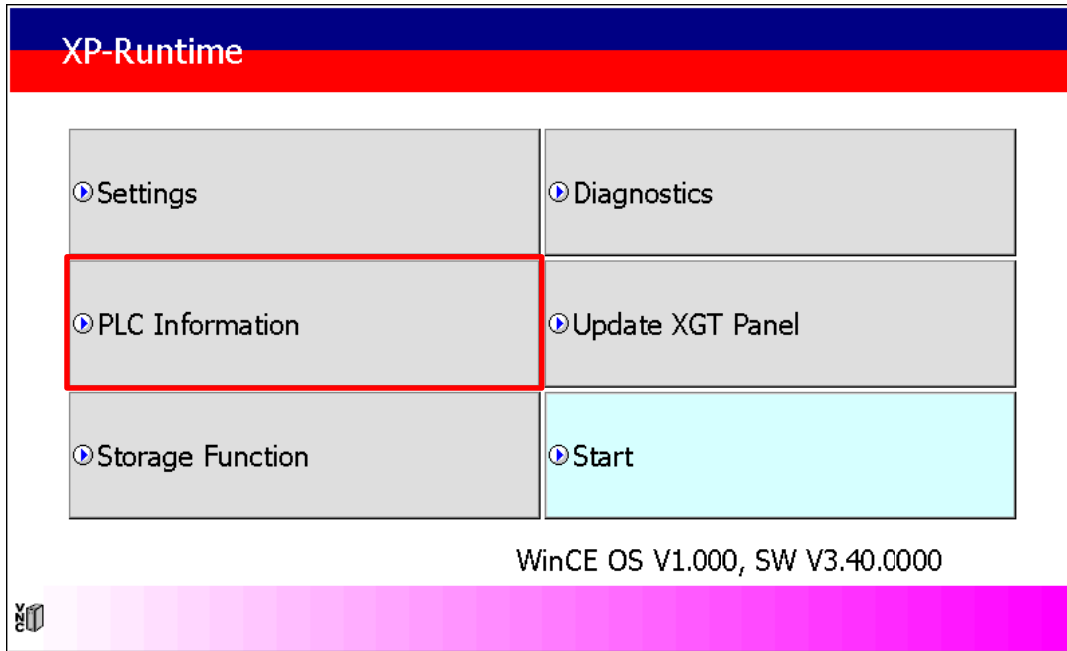 XP-Runtime
Settings
Diagnostics
PLC Information
Update XGT Panel
Storage Function
Start
WinCE OS V1.000, SW V3.40.0000
VNC